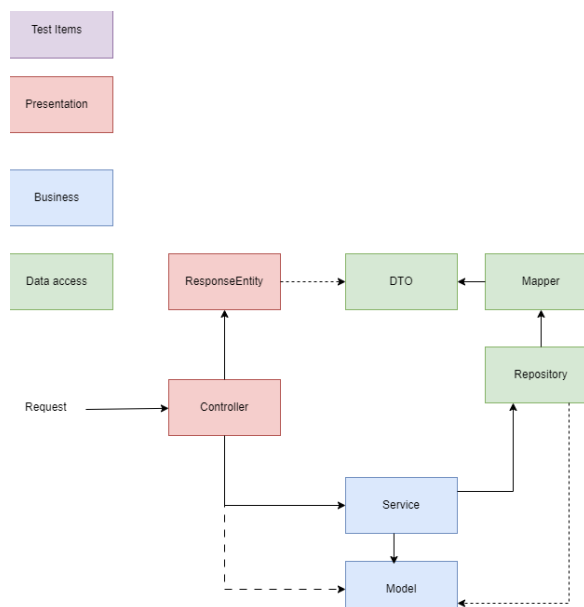 Test Items
Presentation
Business
Data access
ResponseEntity
DTO
Mapper
Repository
Request
Controller
Service
Model